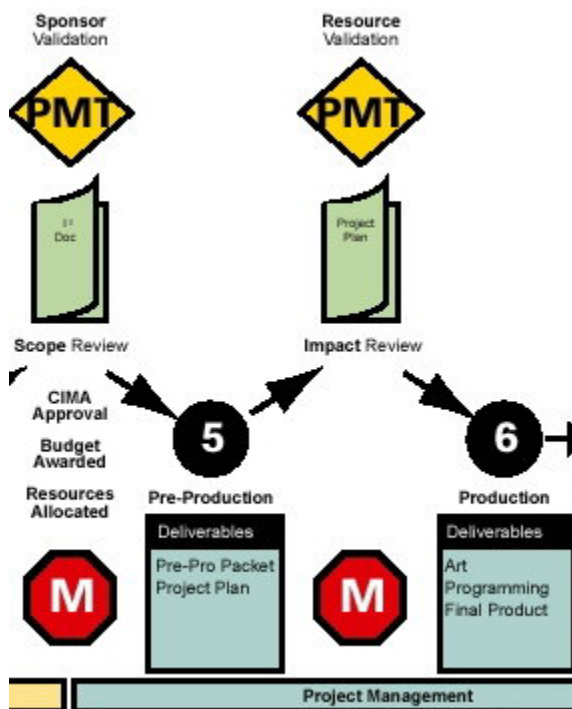 Sponsor
Validation
PMT
Doc
Scope Review
CIMA
Approval
Budget
Awarded
Resources
Allocated
M
5
Pre-Production
Deliverables
Pre-Pro Packet
Project Plan
Resource
Validation
PMT
Project
Plan
Impact Review
M
6
Production
Deliverables
Art
Programming
Final Product
Project Management